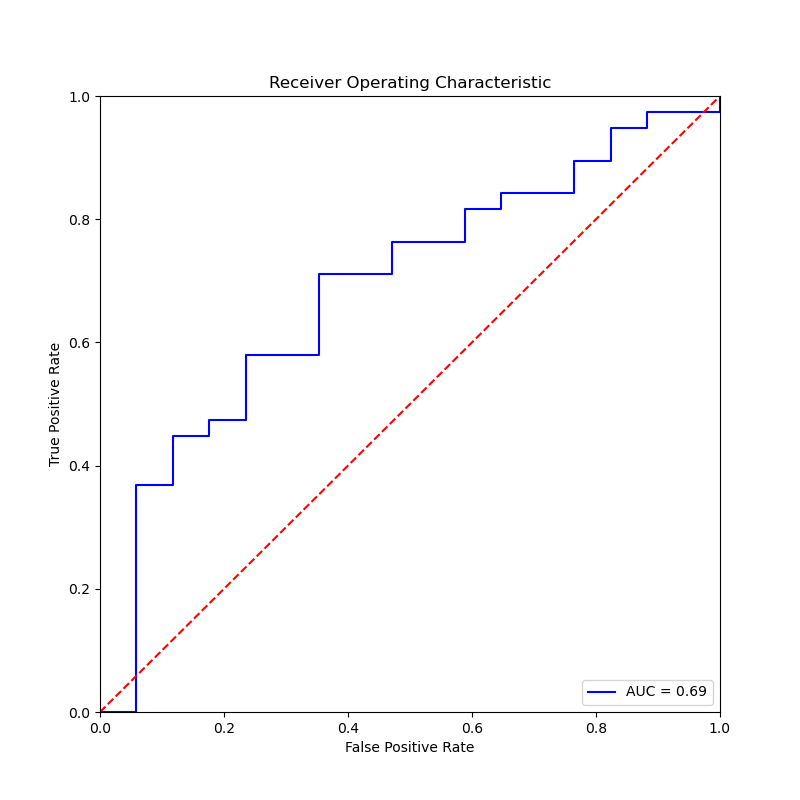 Receiver Operating Characteristic
1.0
0.8
0.6
0.4
0.2
0.0
True Positive Rate
AUC = 0.69
0.0 0.2 0.4 0.6 0.8 1.0
False Positive Rate